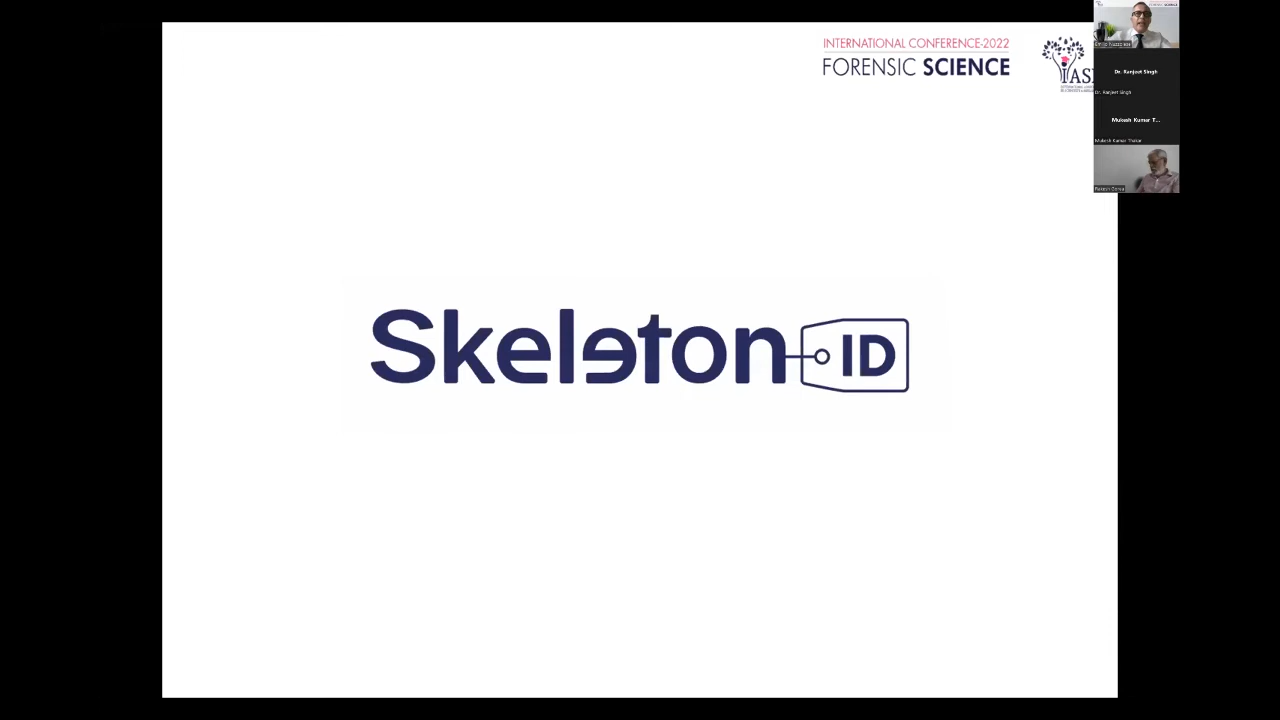 INTERNATIONAL CONFERENCE-2022
FORENSIC SCIENCE
Skeleton ID
Dr. Ranjeet Singh
Dr. Ranjeet Singh
Mukesh Kumar T...
Mukesh Kumar Thakar